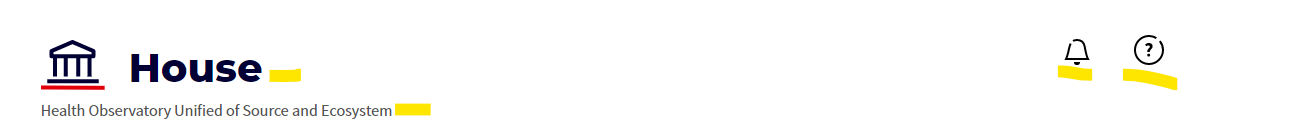 House
Health Observatory Unified of Source and Ecosystem
?